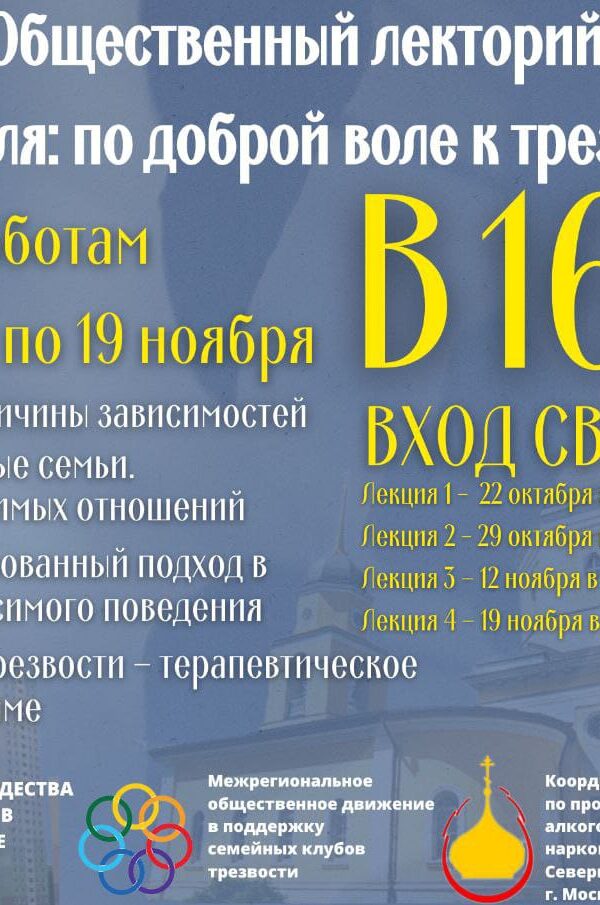 Общественный лекторий
ля: по доброй воле к трез
ботам
В 16
по 19 ноября
ичины зависимостей
ые семьи.
имых отношений
ованный подход в
симого поведения
резвости – терапевтическое
ме
ВХОД СВ
Лекция 1 – 22 октября
Лекция 2 – 29 октября
Лекция 3 – 12 ноября в
Лекция 4 – 19 ноября в
ДЕСТВА
В
Е
Межрегиональное
общественное движение
в поддержку
семейных клубов
трезвости
Коорд
по про
алкого
нарко
Севери
г. Мос